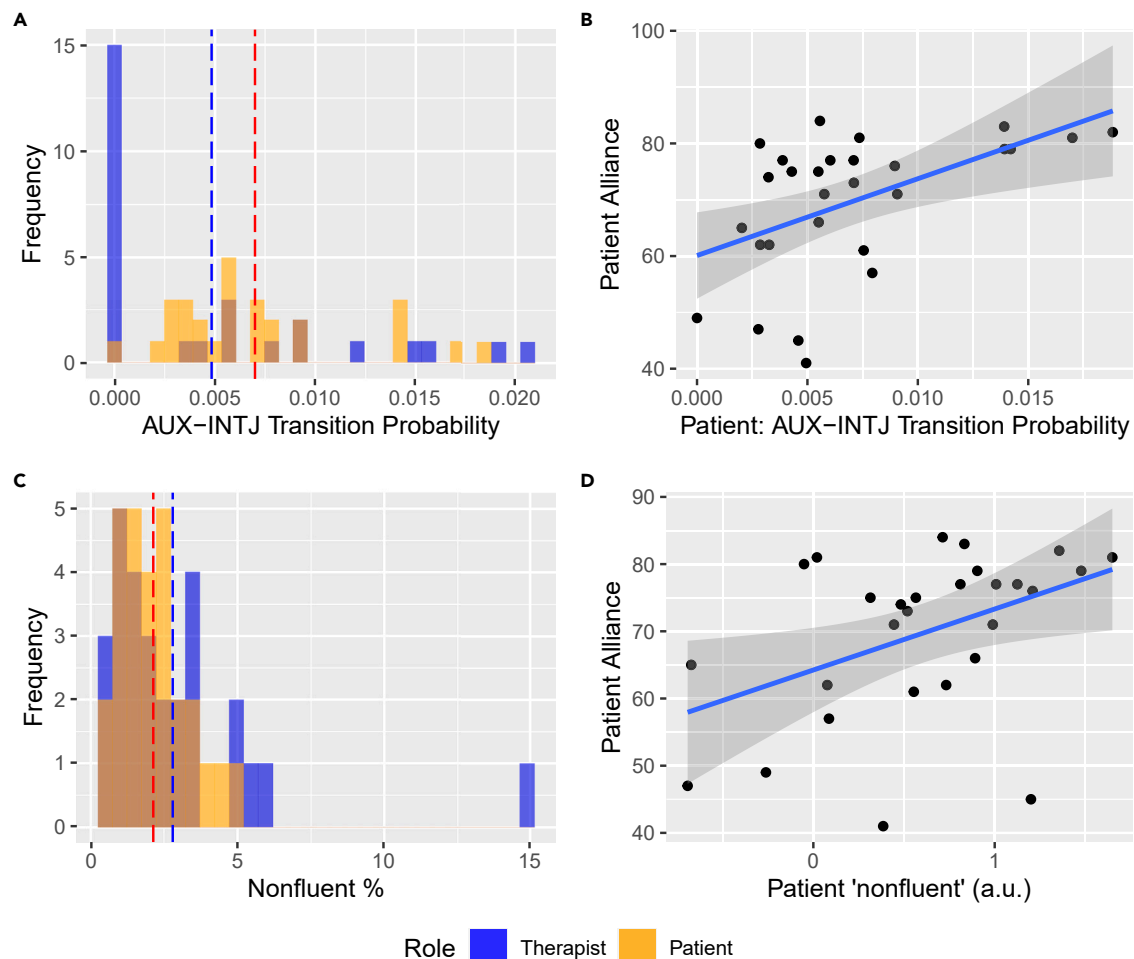 A
15
10
5
0
Frequency
0.000 0.005 0.010 0.015 0.020
AUX−INTJ Transition Probability
B
100
80
60
40
Patient Alliance
0.000 0.005 0.010 0.015
Patient: AUX−INTJ Transition Probability
C
5
4
3
2
1
0
Frequency
0 5 10 15
Nonfluent %
D
90
80
70
60
50
40
Patient Alliance
0 1
Patient 'nonfluent' (a.u.)
Role Therapist Patient